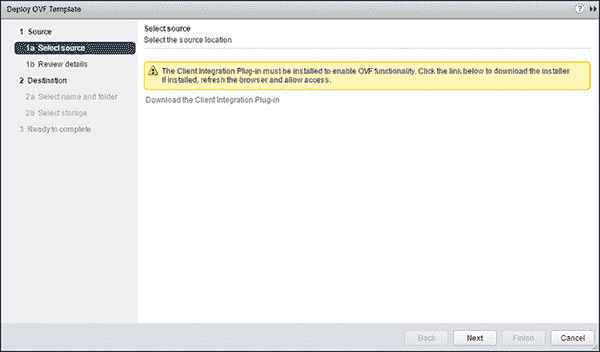 Deploy OVF Template
?
1 Source
1a Select source
1b Review details
2 Destination
2a Select name and folder
2b Select storage
3 Ready to complete
Select source
Select the source location
The Client Integration Plug-in must be installed to enable OVF functionality. Click the link below to download the installer.
If installed, refresh the browser and allow access.
Download the Client Integration Plug-in
Back
Next
Finish
Cancel